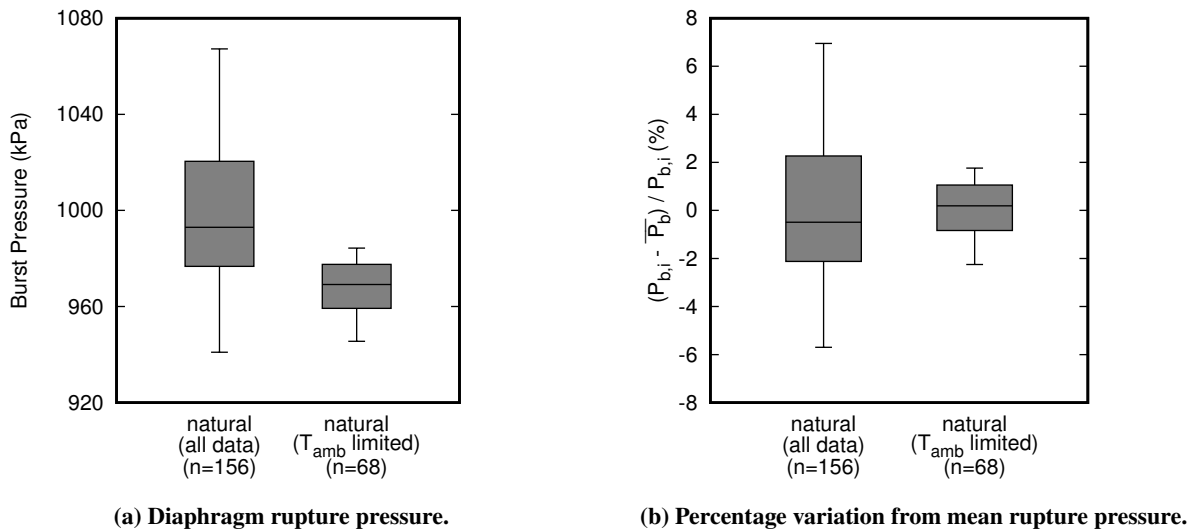 1080
1040
1000
960
920
Burst Pressure (kPa)
natural
(all data)
(n=156)
natural
(T_amb limited)
(n=68)
(a) Diaphragm rupture pressure.
8
6
4
2
0
-2
-4
-6
-8
(P_b,i - P̅_b̅) / P_b,i (%)
natural
(all data)
(n=156)
natural
(T_amb limited)
(n=68)
(b) Percentage variation from mean rupture pressure.